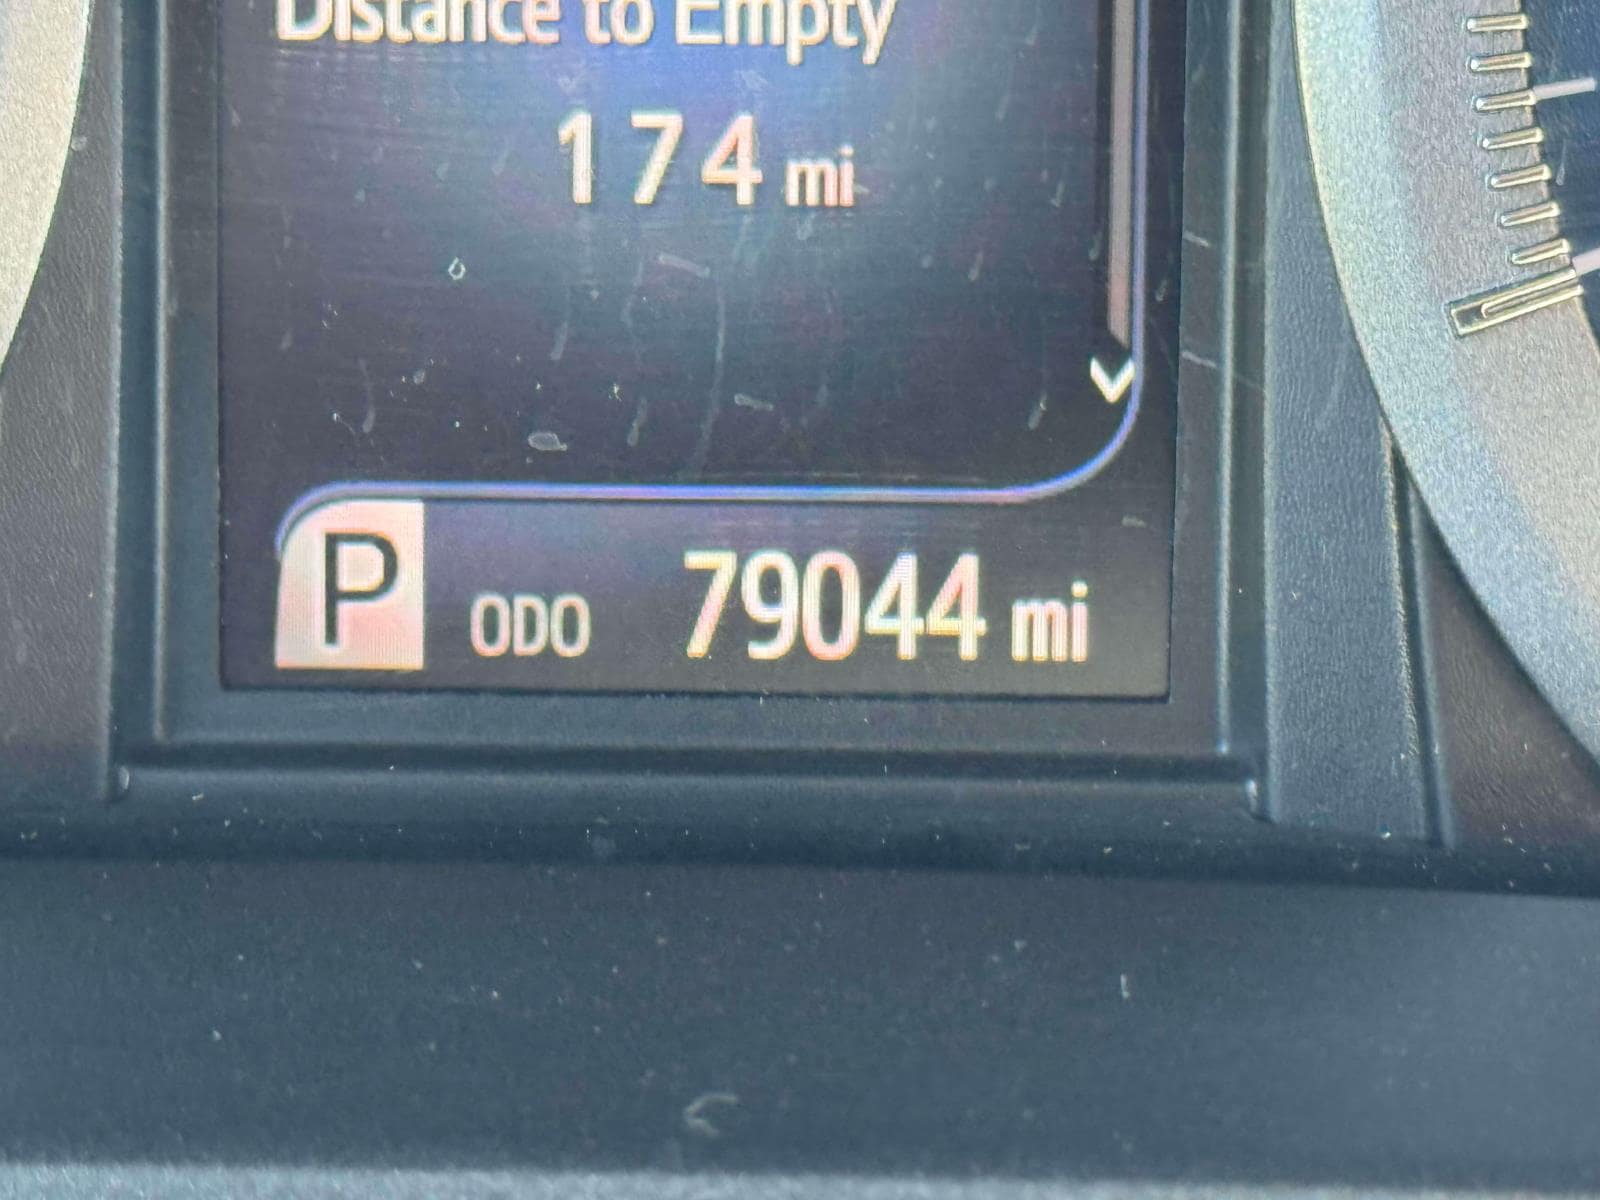 Distance to Empty
174 mi
P ODO 79044 mi